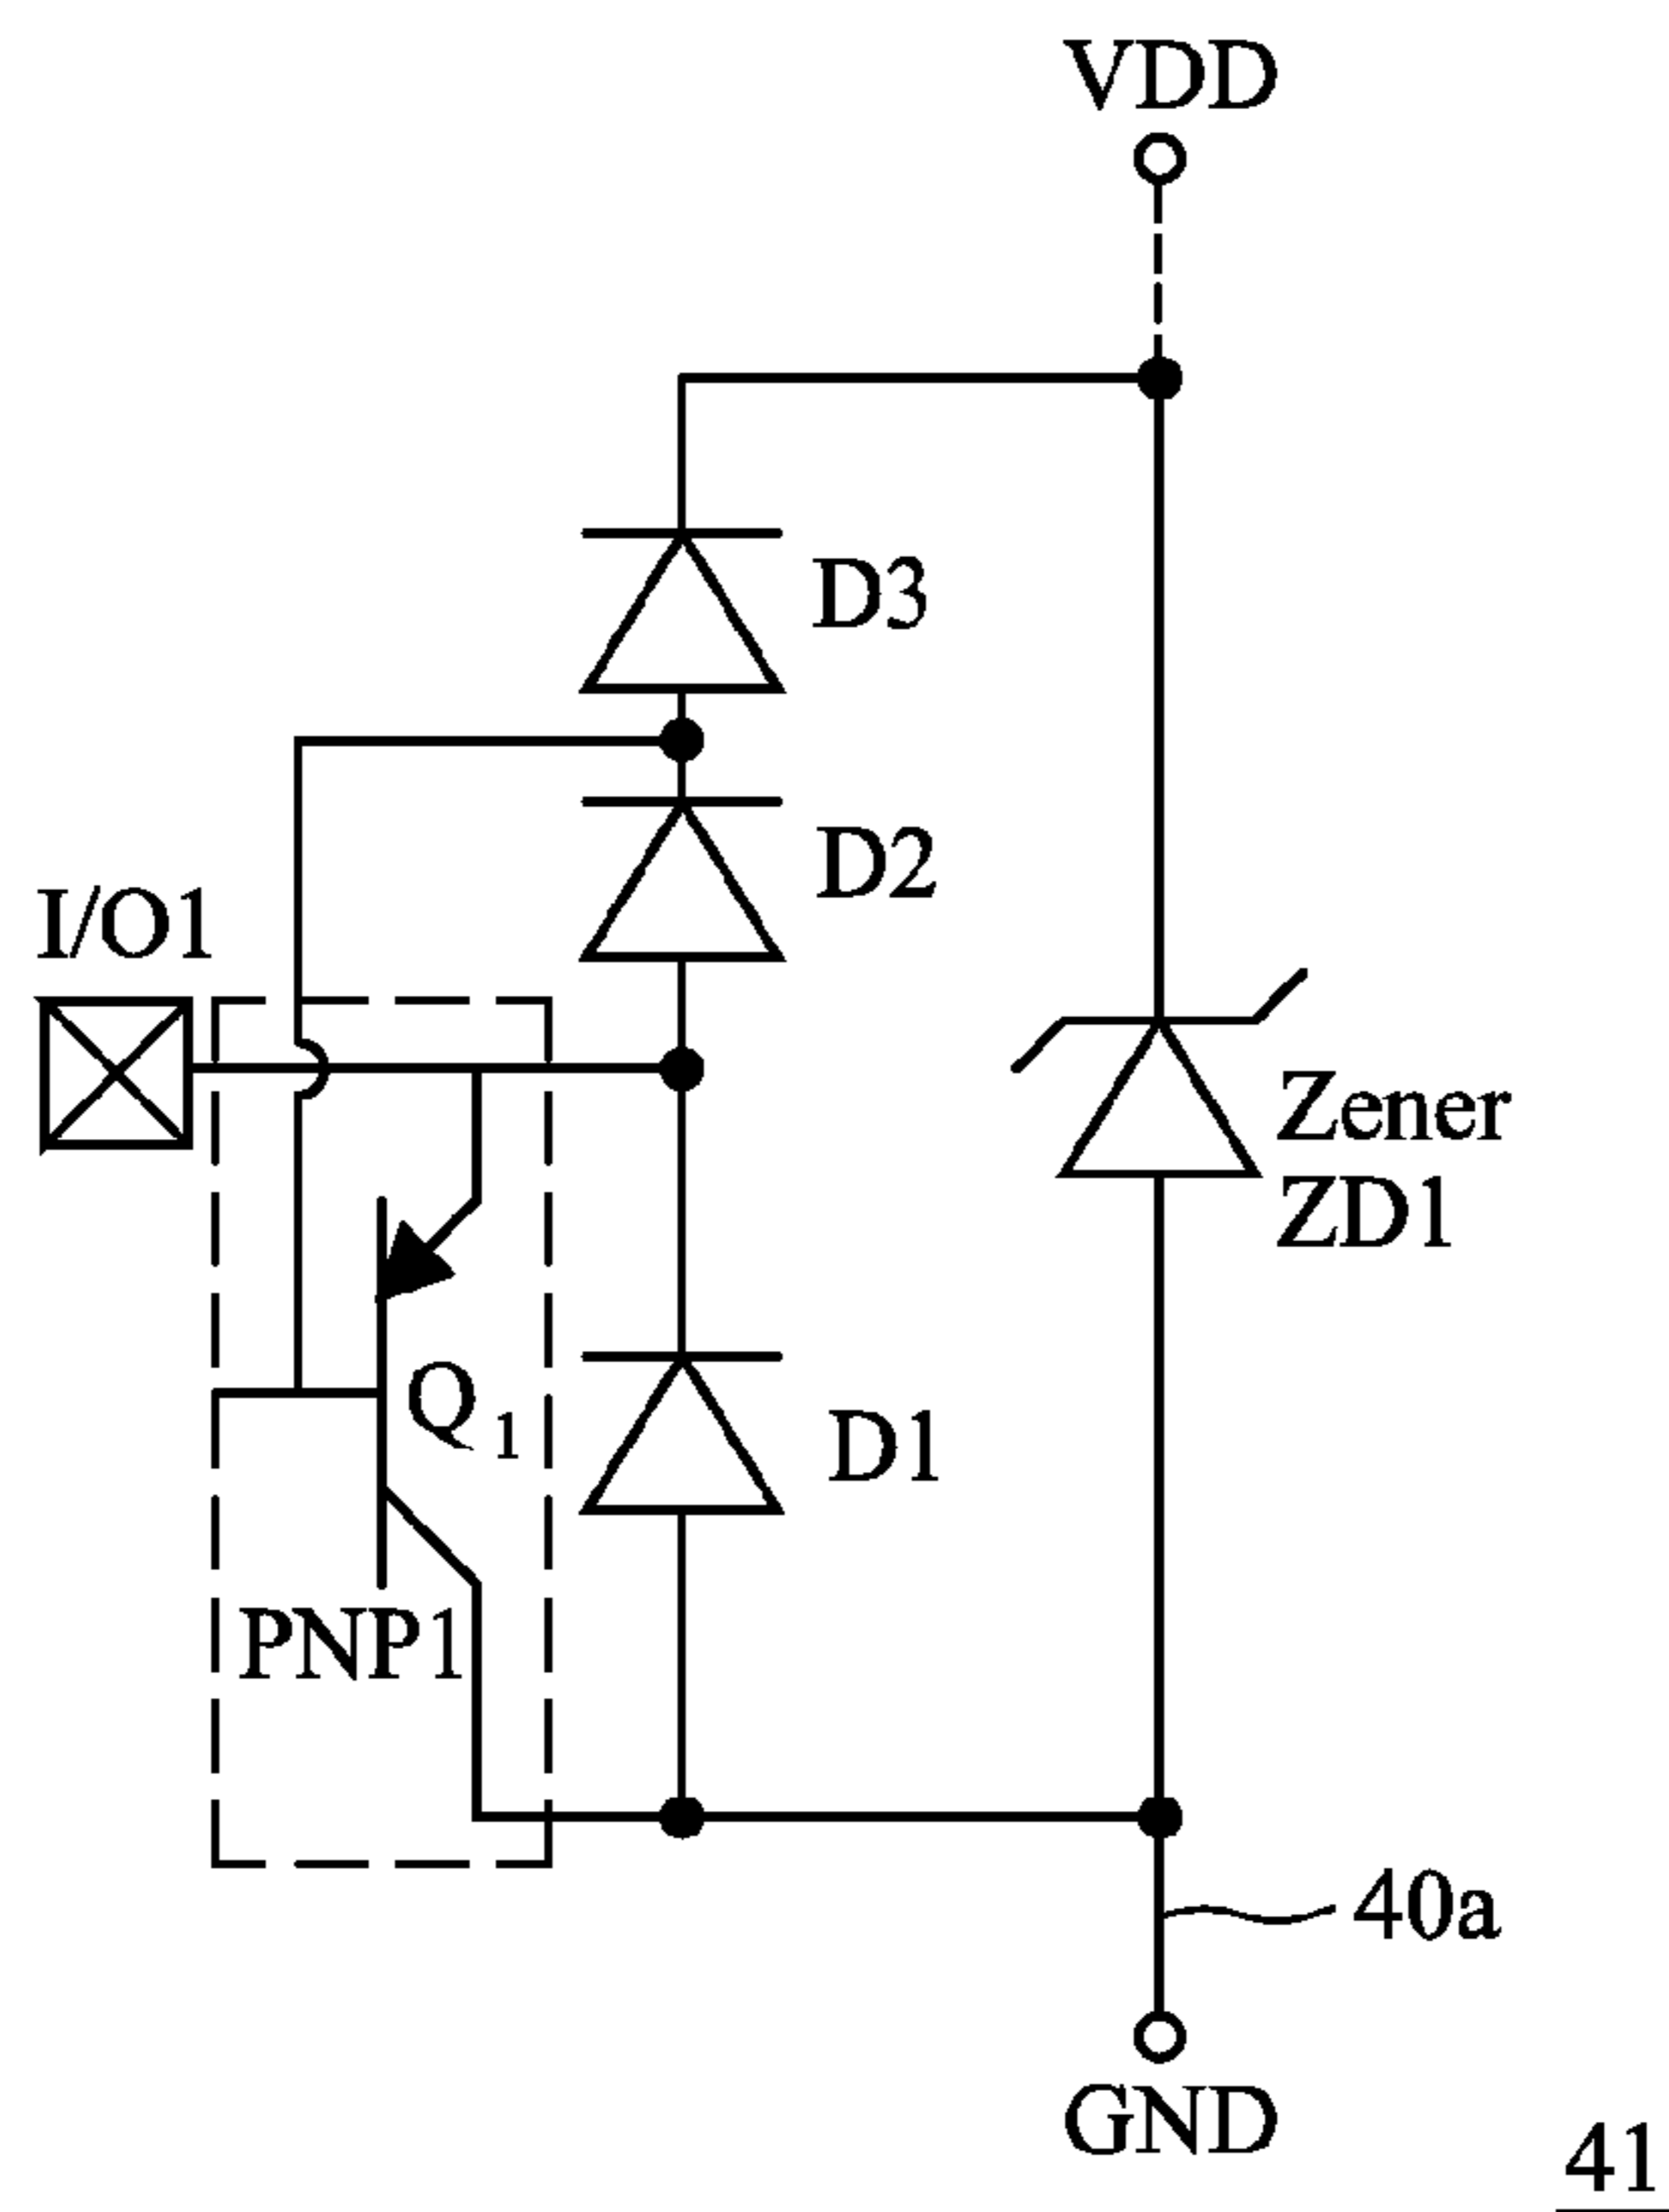 VDD
D3
D2
I/O1
Zener
ZD1
Q1
D1
PNP1
40a
GND
41